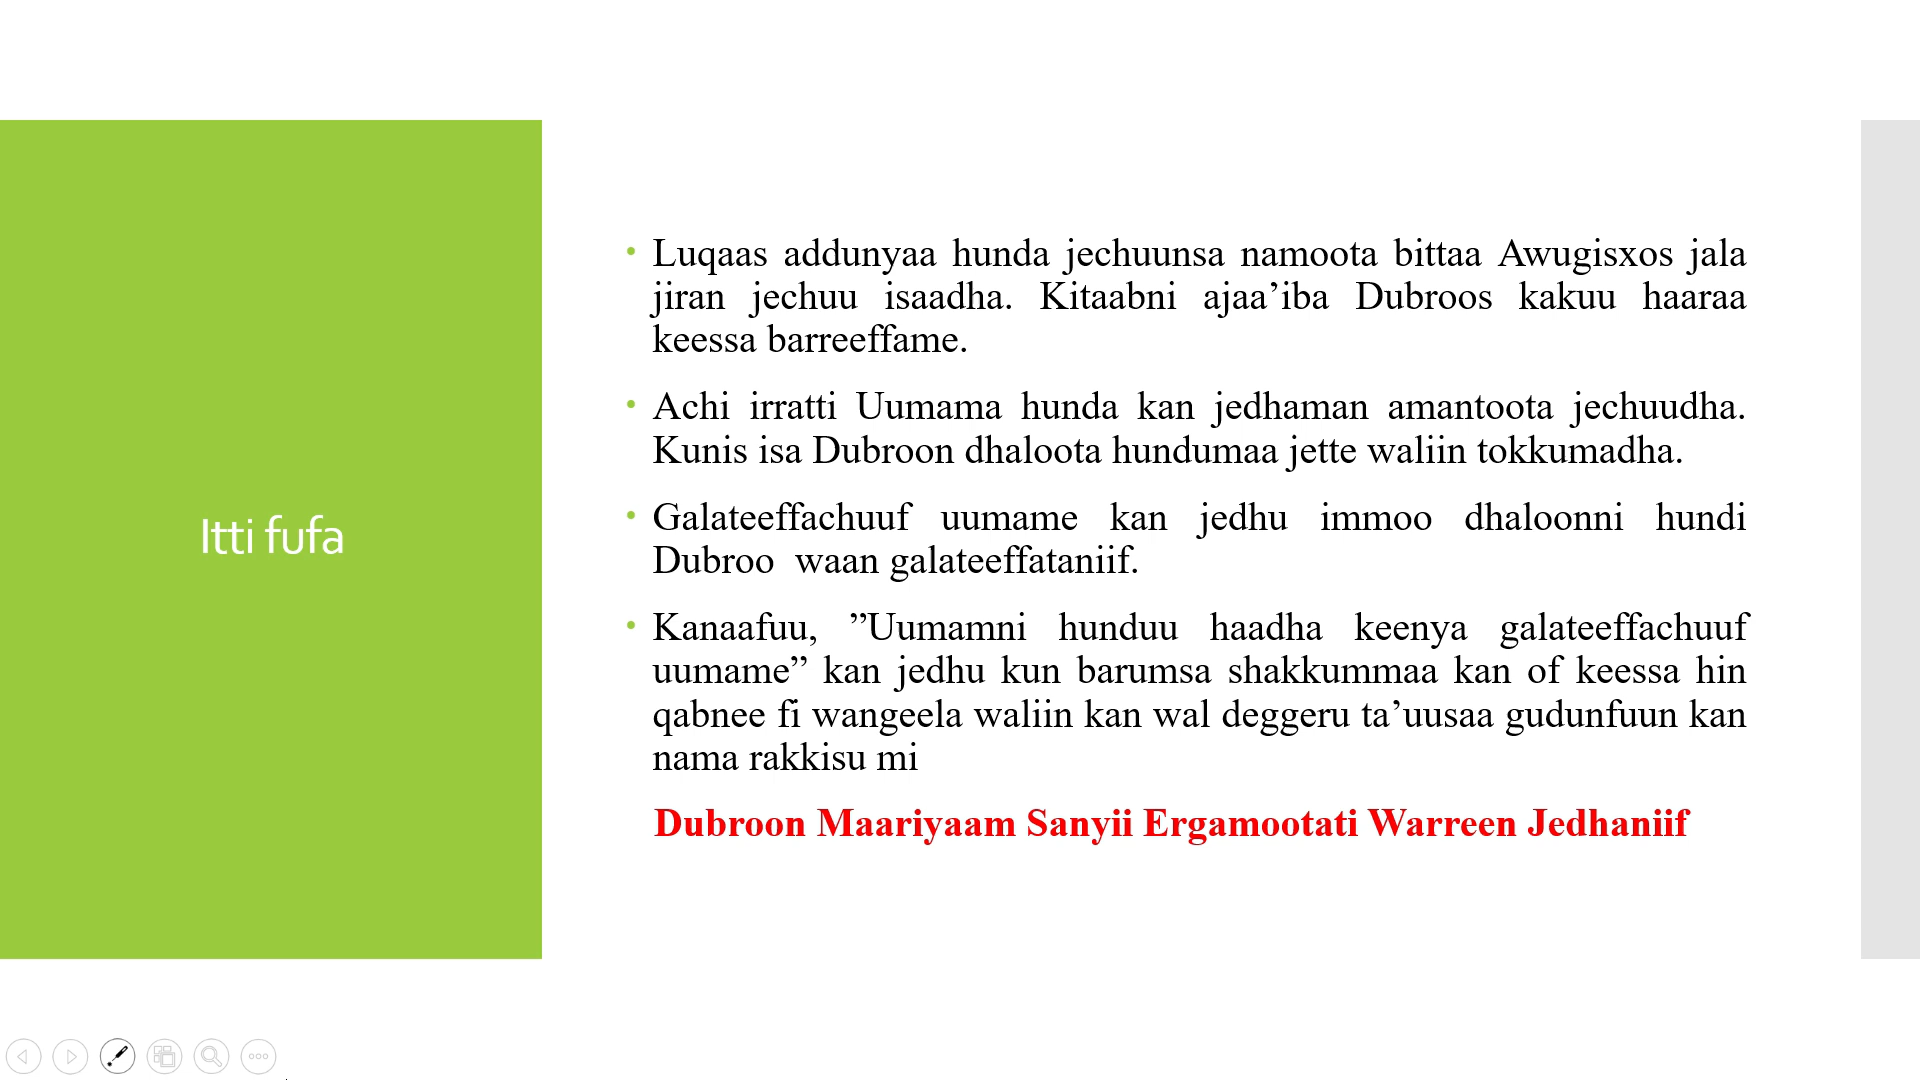 Itti fufa
• Luqaas addunyaa hunda jechuunsa namoota bittaa Awugisxos jala
jiran jechuu isaadha. Kitaabni ajaa’iba Dubroos kakuu haaraa
keessa barreeffame.
• Achi irratti Uumama hunda kan jedhaman amantoota jechuudha.
Kunis isa Dubroon dhaloota hundumaa jette waliin tokkumadha.
• Galateeffachuuf uumame kan jedhu immoo dhaloonni hundi
Dubroo waan galateeffataniif.
• Kanaafuu, ”Uumamni hunduu haadha keenya galateeffachuuf
uumame” kan jedhu kun barumsa shakkummaa kan of keessa hin
qabnee fi wangeela waliin kan wal deggeru ta’uusaa gudunfuun kan
nama rakkisu mi
Dubroon Maariyaam Sanyii Ergamootati Warreen Jedhaniif